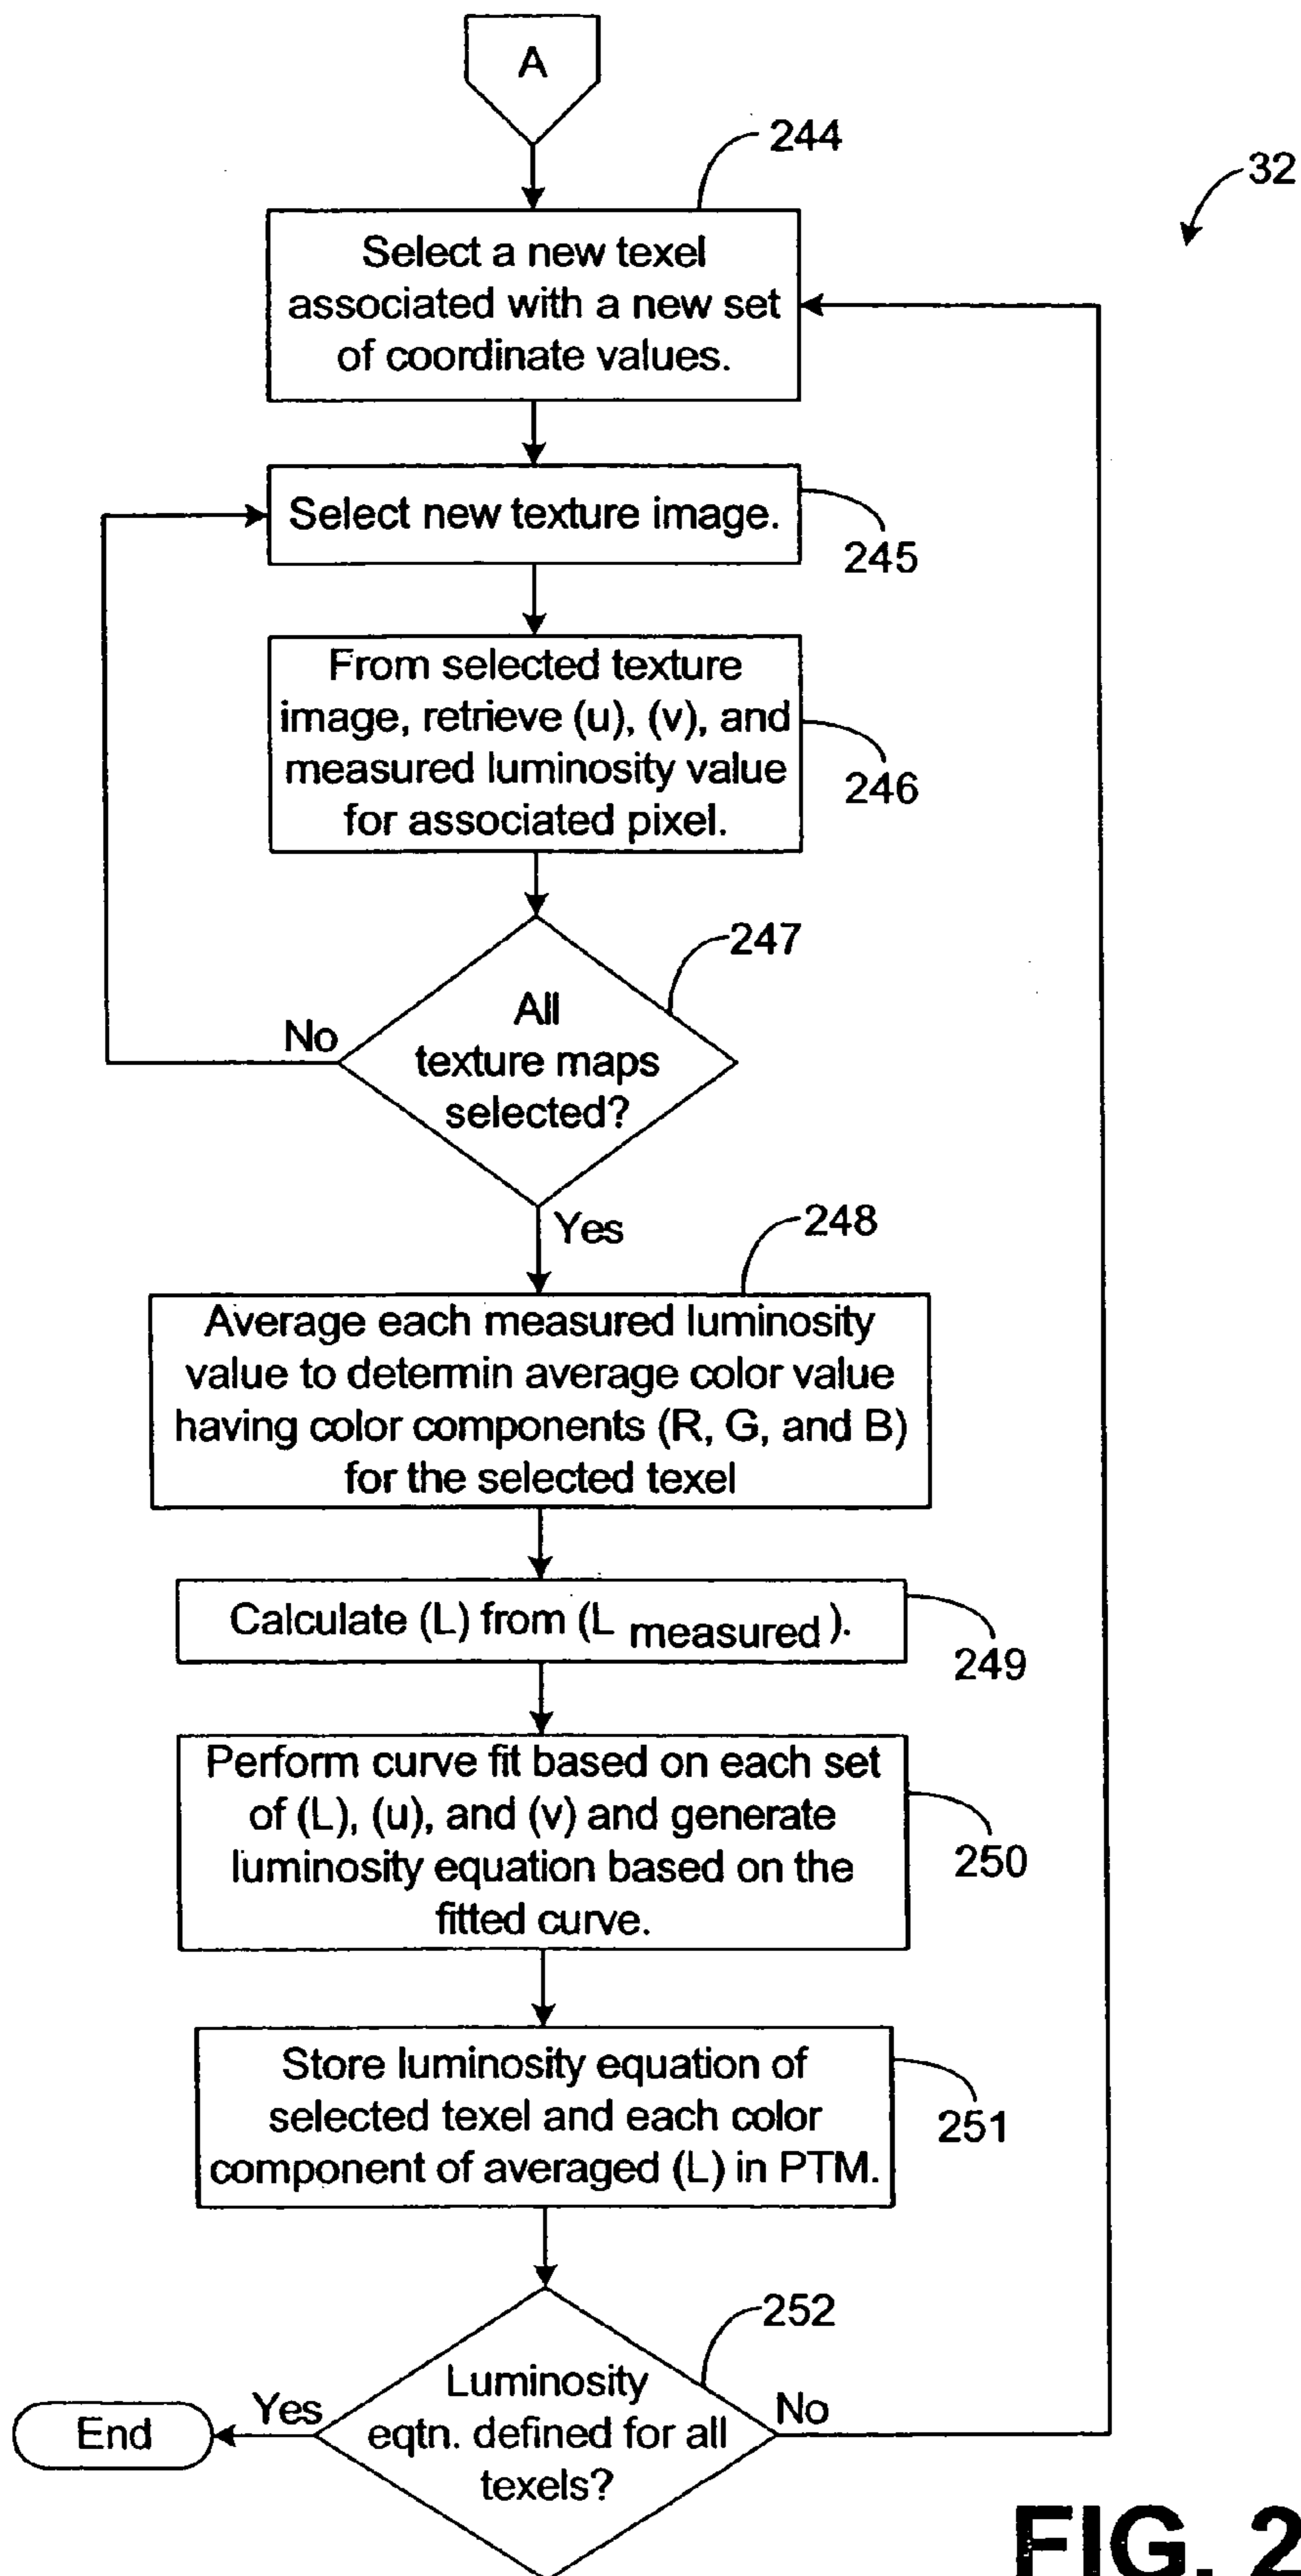 A
244
32
Select a new texel
associated with a new set
of coordinate values.
Select new texture image.
245
From selected texture
image, retrieve (u), (v), and
measured luminosity value
for associated pixel.
246
247
All
texture maps
selected?
No
Yes
248
Average each measured luminosity
value to determin average color value
having color components (R, G, and B)
for the selected texel
Calculate (L) from (L measured).
249
Perform curve fit based on each set
of (L), (u), and (v) and generate
luminosity equation based on the
fitted curve.
250
Store luminosity equation of
selected texel and each color
component of averaged (L) in PTM.
251
252
Luminosity
eqtn. defined for all
texels?
Yes
No
End
FIG. 2